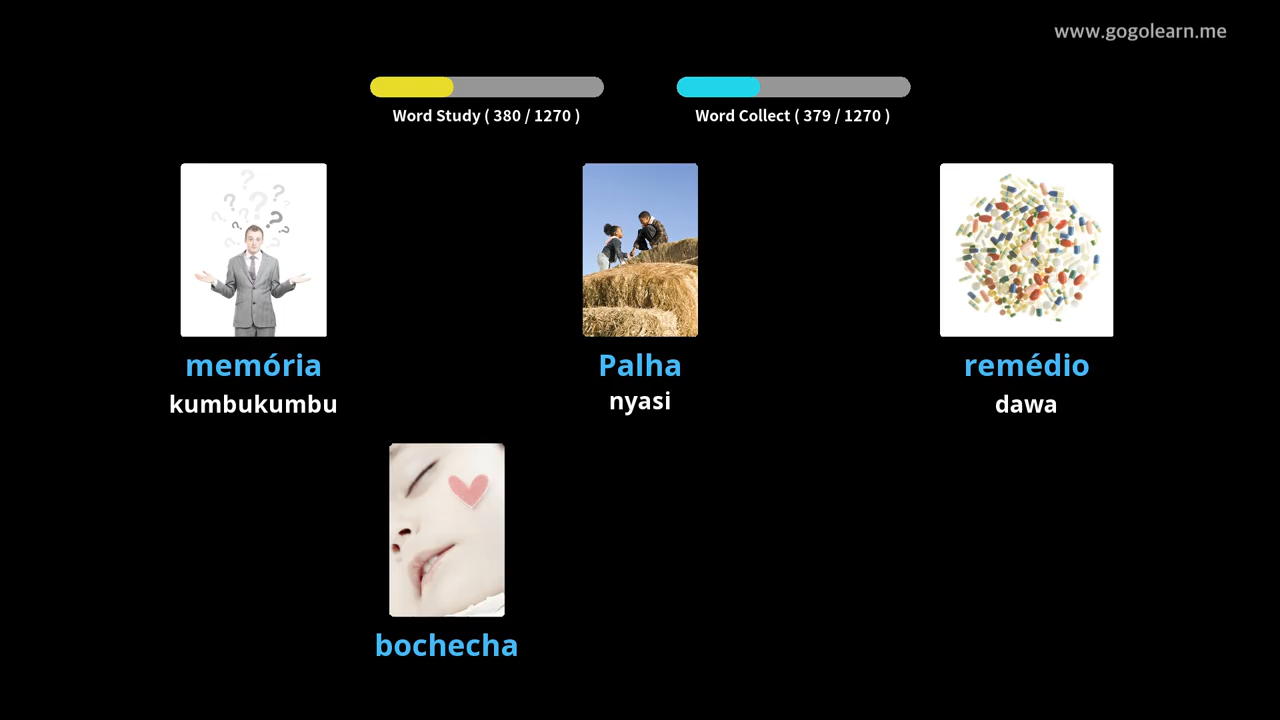 www.gogolearn.me
Word Study ( 380 / 1270 )
Word Collect ( 379 / 1270 )
memória
Palha
remédio
kumbukumbu
nyasi
dawa
bochecha